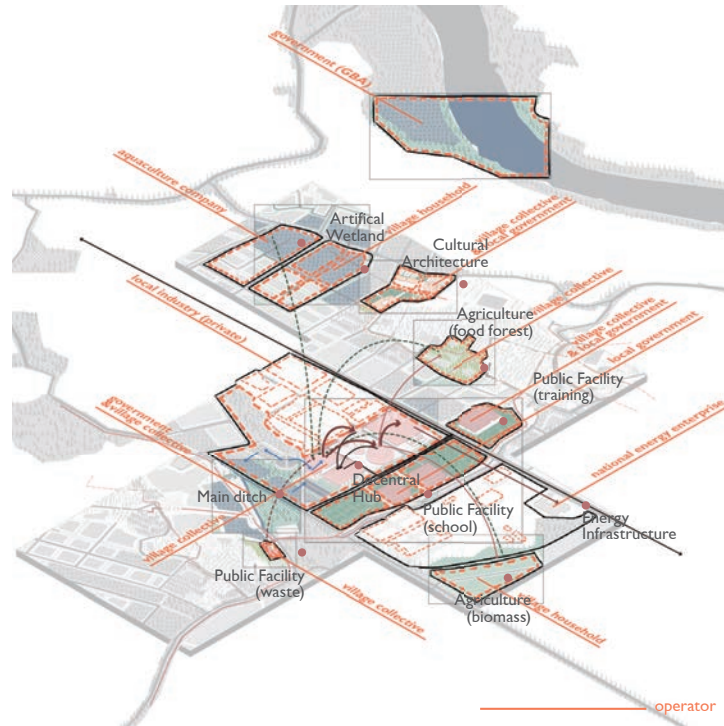 government (GBA)
aquaculture company
village household
Artifical
Wetland
village collective
& local government
Cultural
Architecture
local industry (private)
village collective
Agriculture
(food forest)
village collective
& local government
local government
Public Facility
(training)
government
&village collective
national energy enterprise
Main ditch
Decentral
Hub
Public Facility
(school)
Energy
Infrastructure
village collective
Public Facility
(waste)
village collective
Agriculture
(biomass)
village household
operator